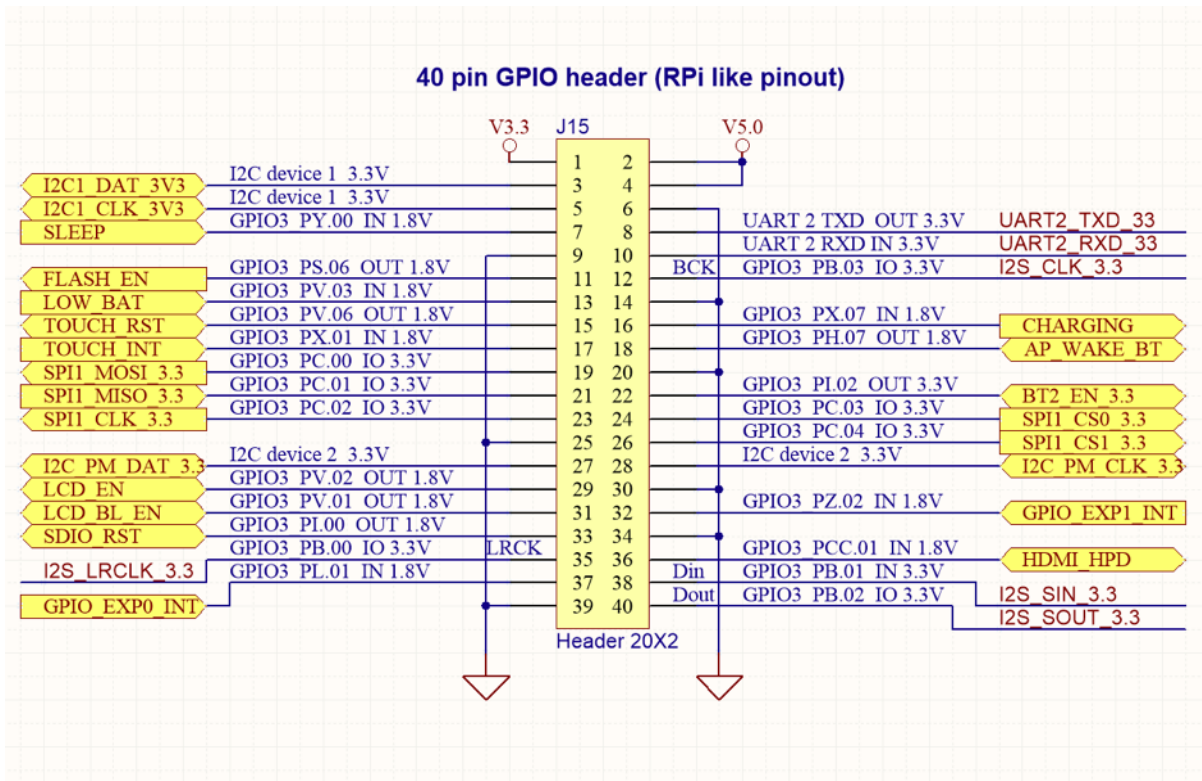 40 pin GPIO header (RPi like pinout)
V3.3 J15 V5.0
1 2
I2C1_DAT_3V3 I2C device 1 3.3V 3 4
I2C1_CLK_3V3 I2C device 1 3.3V 5 6
SLEEP GPIO3_PY.00 IN 1.8V 7 8 UART 2 TXD OUT 3.3V UART2_TXD_33
9 10 UART 2 RXD IN 3.3V UART2_RXD_33
FLASH_EN GPIO3_PS.06 OUT 1.8V 11 12 BCK GPIO3_PB.03 IO 3.3V I2S_CLK_3.3
LOW_BAT GPIO3_PV.03 IN 1.8V 13 14
TOUCH_RST GPIO3_PV.06 OUT 1.8V 15 16 GPIO3_PX.07 IN 1.8V CHARGING
TOUCH_INT GPIO3_PX.01 IN 1.8V 17 18 GPIO3_PH.07 OUT 1.8V AP_WAKE_BT
SPI1_MOSI_3.3 GPIO3_PC.00 IO 3.3V 19 20
SPI1_MISO_3.3 GPIO3_PC.01 IO 3.3V 21 22 GPIO3_PI.02 OUT 3.3V BT2_EN_3.3
SPI1_CLK_3.3 GPIO3_PC.02 IO 3.3V 23 24 GPIO3_PC.03 IO 3.3V SPI1_CS0_3.3
25 26 GPIO3_PC.04 IO 3.3V SPI1_CS1_3.3
I2C_PM_DAT_3.3 I2C device 2 3.3V 27 28 I2C device 2 3.3V I2C_PM_CLK_3.3
LCD_EN GPIO3_PV.02 OUT 1.8V 29 30
LCD_BL_EN GPIO3_PV.01 OUT 1.8V 31 32 GPIO3_PZ.02 IN 1.8V GPIO_EXP1_INT
SDIO_RST GPIO3_PI.00 OUT 1.8V 33 34
I2S_LRCLK_3.3 GPIO3_PB.00 IO 3.3V LRCK 35 36 GPIO3_PCC.01 IN 1.8V HDMI_HPD
GPIO_EXP0_INT GPIO3_PL.01 IN 1.8V 37 38 Din GPIO3_PB.01 IN 3.3V I2S_SIN_3.3
39 40 Dout GPIO3_PB.02 IO 3.3V I2S_SOUT_3.3
Header 20X2